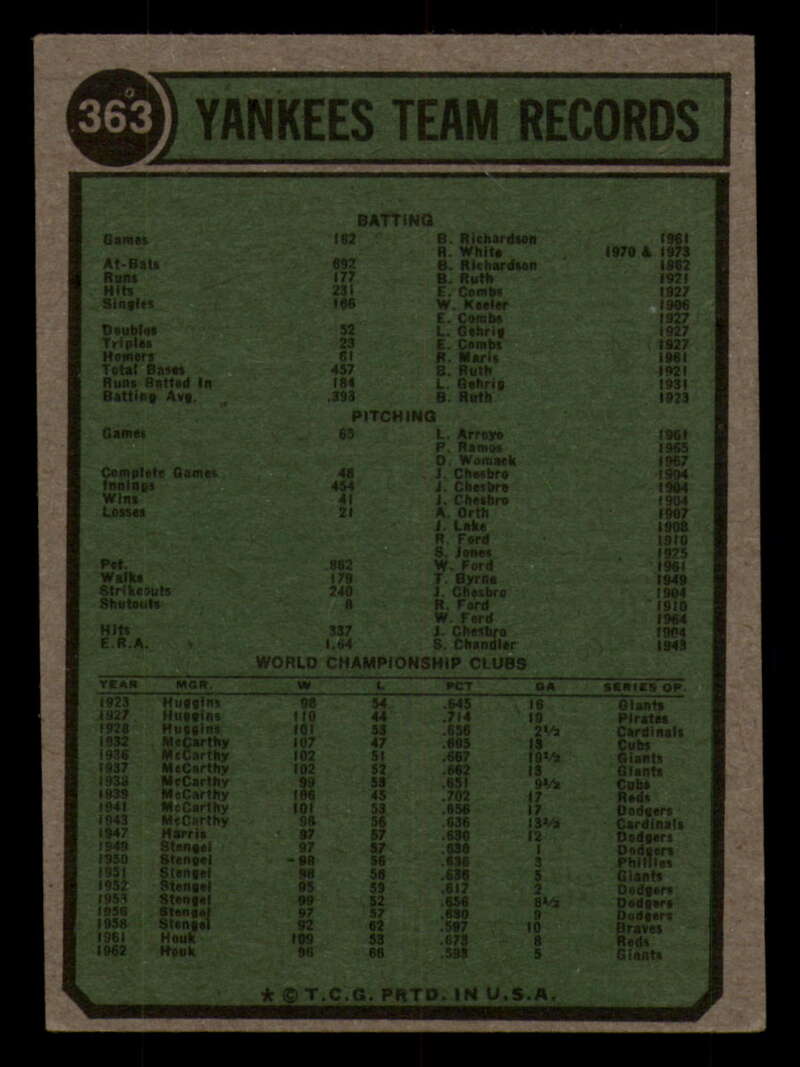 363 YANKEES TEAM RECORDS
BATTING
Games 162 B. Richardson 1961
R. White 1970 & 1973
At-Bats 692 B. Richardson 1962
Runs 177 B. Ruth 1921
Hits 231 E. Combs 1927
Singles 166 W. Keeler 1906
E. Combs 1927
Doubles 52 L. Gehrig 1927
Triples 23 E. Combs 1927
Homers 61 R. Maris 1961
Total Bases 457 B. Ruth 1921
Runs Batted In 184 L. Gehrig 1931
Batting Avg. .393 B. Ruth 1923
PITCHING
Games 65 L. Arroyo 1961
P. Ramos 1965
D. Womack 1967
Complete Games 48 J. Chesbro 1904
Innings 454 J. Chesbro 1904
Wins 41 J. Chesbro 1904
Losses 21 A. Orth 1907
J. Lake 1908
R. Ford 1910
S. Jones 1925
Pct. .862 W. Ford 1961
Walks 179 T. Byrne 1949
Strikeouts 240 J. Chesbro 1904
Shutouts 8 R. Ford 1910
W. Ford 1964
Hits 337 J. Chesbro 1904
E.R.A. 1.64 S. Chandler 1943
WORLD CHAMPIONSHIP CLUBS
YEAR MGR. W L PCT GA SERIES OP.
1923 Huggins 98 54 .645 16 Giants
1927 Huggins 110 44 .714 19 Pirates
1928 Huggins 101 53 .656 2½ Cardinals
1932 McCarthy 107 47 .695 13 Cubs
1936 McCarthy 102 51 .667 19½ Giants
1937 McCarthy 102 52 .662 13 Giants
1938 McCarthy 99 53 .651 9½ Cubs
1939 McCarthy 106 45 .702 17 Reds
1941 McCarthy 101 53 .656 17 Dodgers
1943 McCarthy 98 56 .636 13½ Cardinals
1947 Harris 97 57 .630 12 Dodgers
1949 Stengel 97 57 .630 1 Dodgers
1950 Stengel 98 56 .636 3 Phillies
1951 Stengel 98 56 .636 5 Giants
1952 Stengel 95 59 .617 2 Dodgers
1953 Stengel 99 52 .656 8½ Dodgers
1956 Stengel 97 57 .630 9 Dodgers
1958 Stengel 92 62 .597 10 Braves
1961 Houk 109 53 .673 8 Reds
1962 Houk 96 66 .593 5 Giants
★ © T.C.G. PRTD. IN U.S.A.